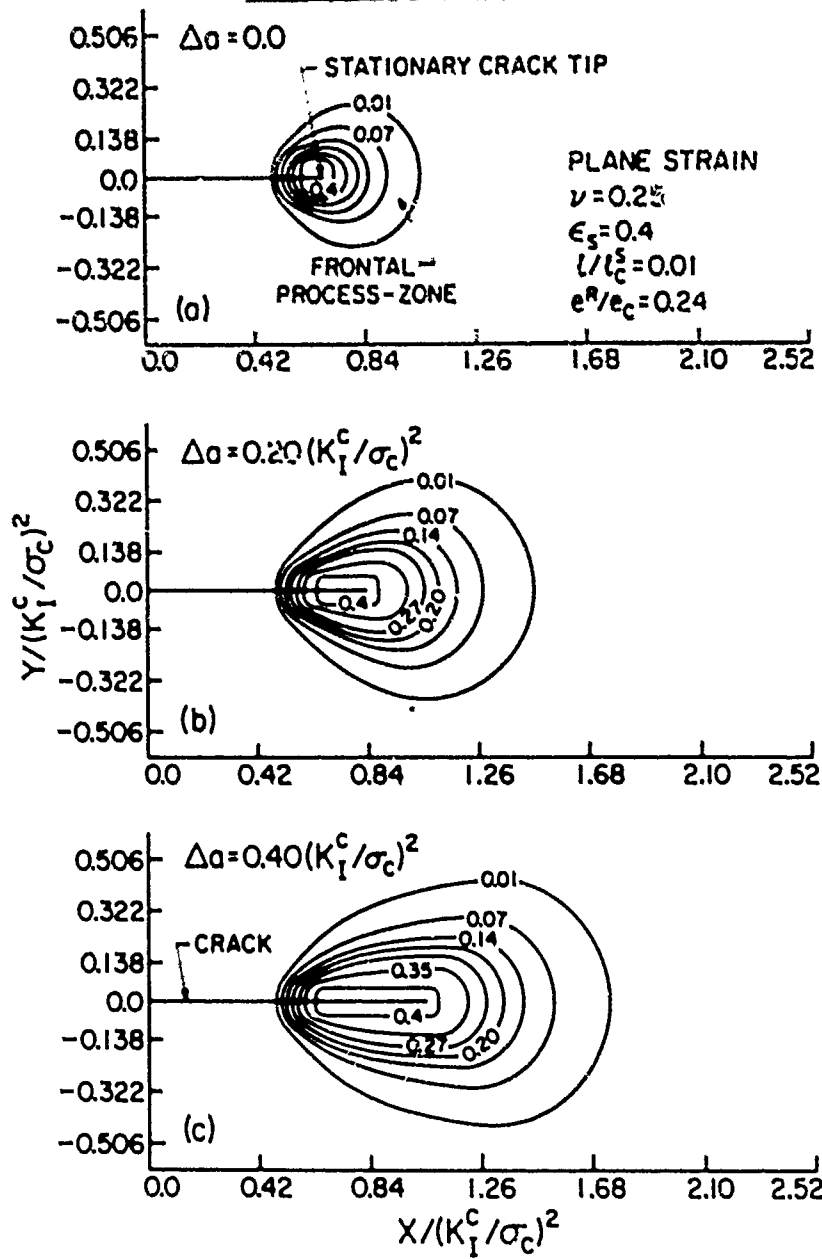 0.506
Δa=0.0
0.322
STATIONARY CRACK TIP
0.01
0.138
0.07
0.0
0.4
-0.138
-0.322
-0.506
PLANE STRAIN
ν=0.25
ϵs=0.4
l/l_c^s=0.01
e^R/e_c=0.24
FRONTAL-
PROCESS-ZONE
(a)
0.0 0.42 0.84 1.26 1.68 2.10 2.52
0.506
Δa=0.20(K_I^C/σ_C)^2
0.322
0.01
0.07
0.138
0.14
0.0
0.4
0.27
0.20
-0.138
-0.322
-0.506
(b)
0.0 0.42 0.84 1.26 1.68 2.10 2.52
Y/(K_I^C/σ_C)^2
0.506
Δa=0.40(K_I^C/σ_C)^2
0.01
0.322
0.07
CRACK
0.14
0.138
0.35
0.0
0.4
-0.138
0.27
0.20
-0.322
-0.506
(c)
0.0 0.42 0.84 1.26 1.68 2.10 2.52
X/(K_I^C/σ_C)^2